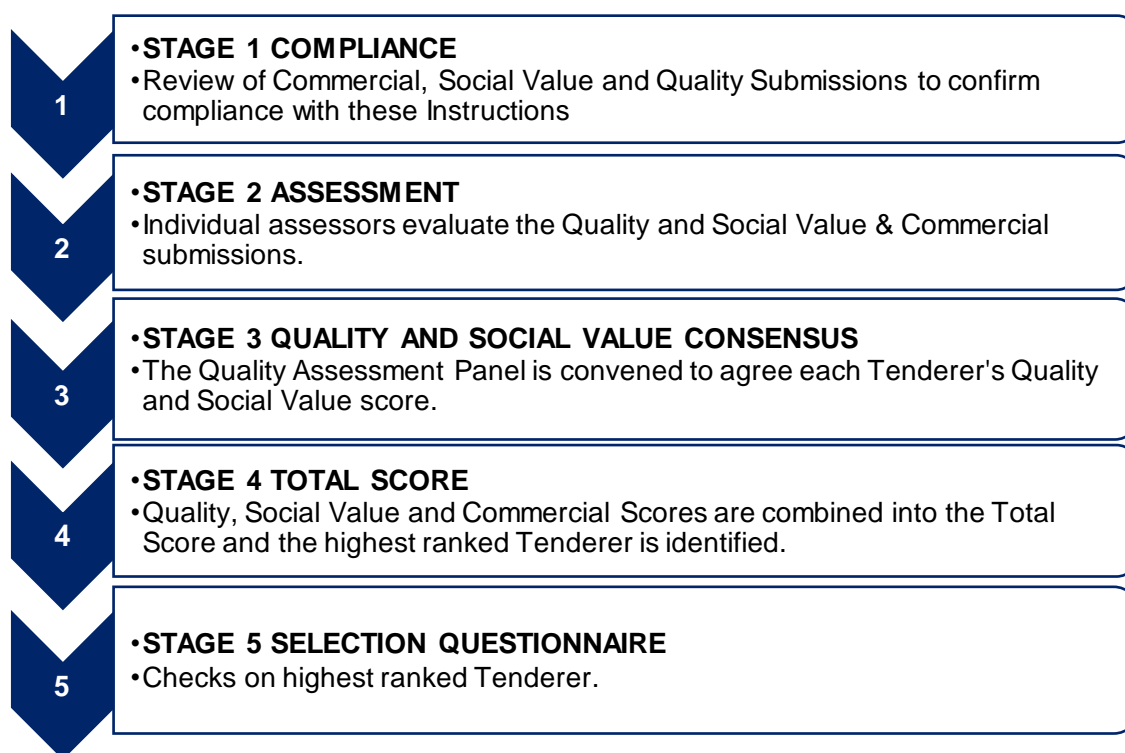 1
•STAGE 1 COMPLIANCE
•Review of Commercial, Social Value and Quality Submissions to confirm
compliance with these Instructions
2
•STAGE 2 ASSESSMENT
•Individual assessors evaluate the Quality and Social Value & Commercial
submissions.
3
•STAGE 3 QUALITY AND SOCIAL VALUE CONSENSUS
•The Quality Assessment Panel is convened to agree each Tenderer's Quality
and Social Value score.
4
•STAGE 4 TOTAL SCORE
•Quality, Social Value and Commercial Scores are combined into the Total
Score and the highest ranked Tenderer is identified.
5
•STAGE 5 SELECTION QUESTIONNAIRE
•Checks on highest ranked Tenderer.